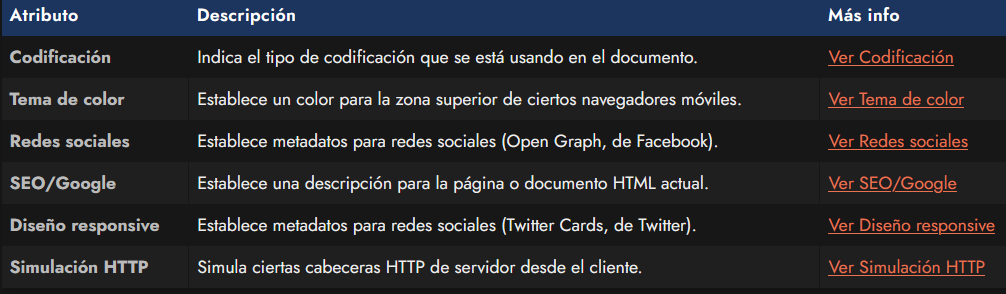 Atributo Descripción Más info
Codificación Indica el tipo de codificación que se está usando en el documento. Ver Codificación
Tema de color Establece un color para la zona superior de ciertos navegadores móviles. Ver Tema de color
Redes sociales Establece metadatos para redes sociales (Open Graph, de Facebook). Ver Redes sociales
SEO/Google Establece una descripción para la página o documento HTML actual. Ver SEO/Google
Diseño responsive Establece metadatos para redes sociales (Twitter Cards, de Twitter). Ver Diseño responsive
Simulación HTTP Simula ciertas cabeceras HTTP de servidor desde el cliente. Ver Simulación HTTP